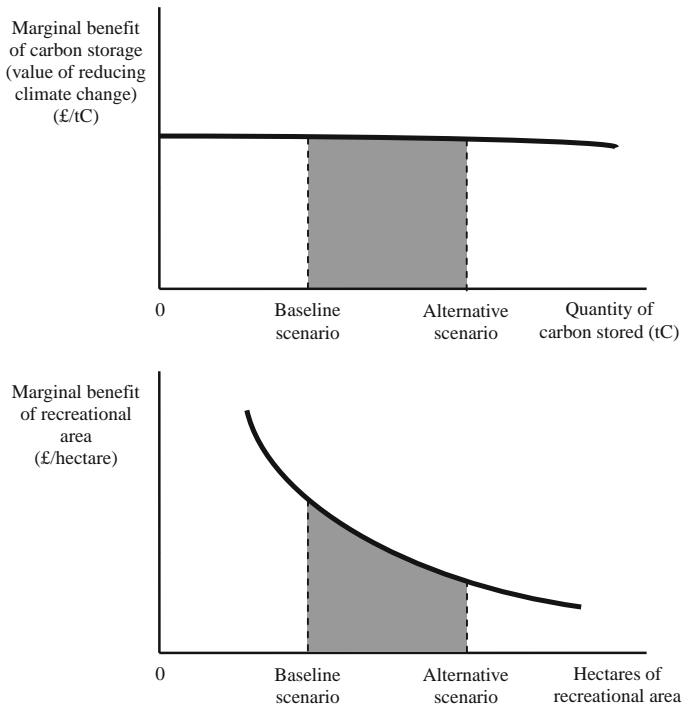 Marginal benefit
of carbon storage
(value of reducing
climate change)
(£/tC)
0
Baseline
scenario
Alternative
scenario
Quantity of
carbon stored (tC)
Marginal benefit
of recreational
area
(£/hectare)
0
Baseline
scenario
Alternative
scenario
Hectares of
recreational area